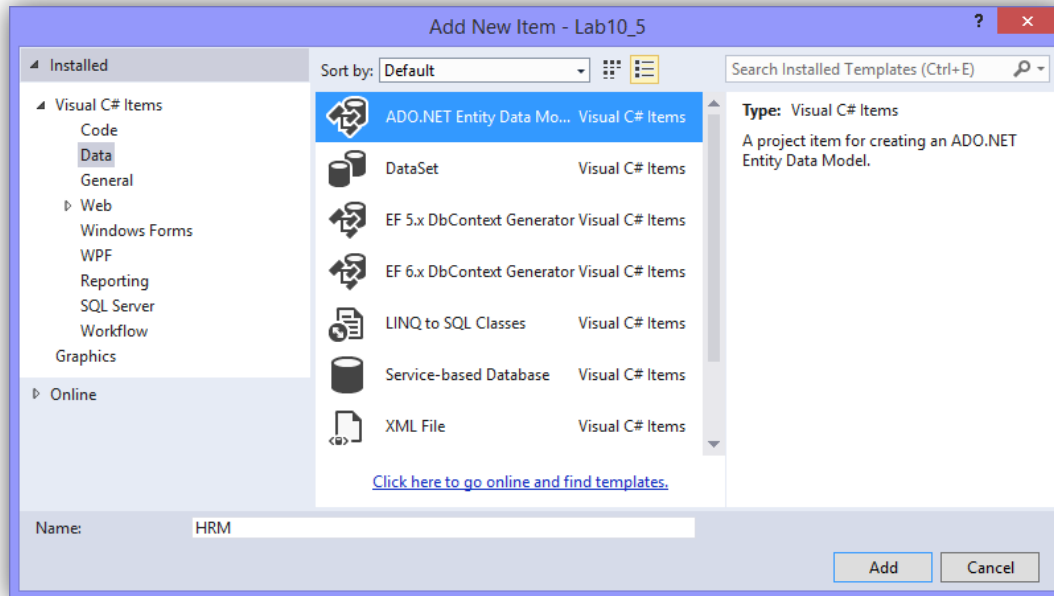 Add New Item - Lab10_5
? ×
Installed
Sort by: Default
Search Installed Templates (Ctrl+E)
Visual C# Items
Code
Data
General
Web
Windows Forms
WPF
Reporting
SQL Server
Workflow
Graphics
Online
ADO.NET Entity Data Mo... Visual C# Items
DataSet Visual C# Items
EF 5.x DbContext Generator Visual C# Items
EF 6.x DbContext Generator Visual C# Items
LINQ to SQL Classes Visual C# Items
Service-based Database Visual C# Items
XML File Visual C# Items
Click here to go online and find templates.
Type: Visual C# Items
A project item for creating an ADO.NET
Entity Data Model.
Name: HRM
Add Cancel